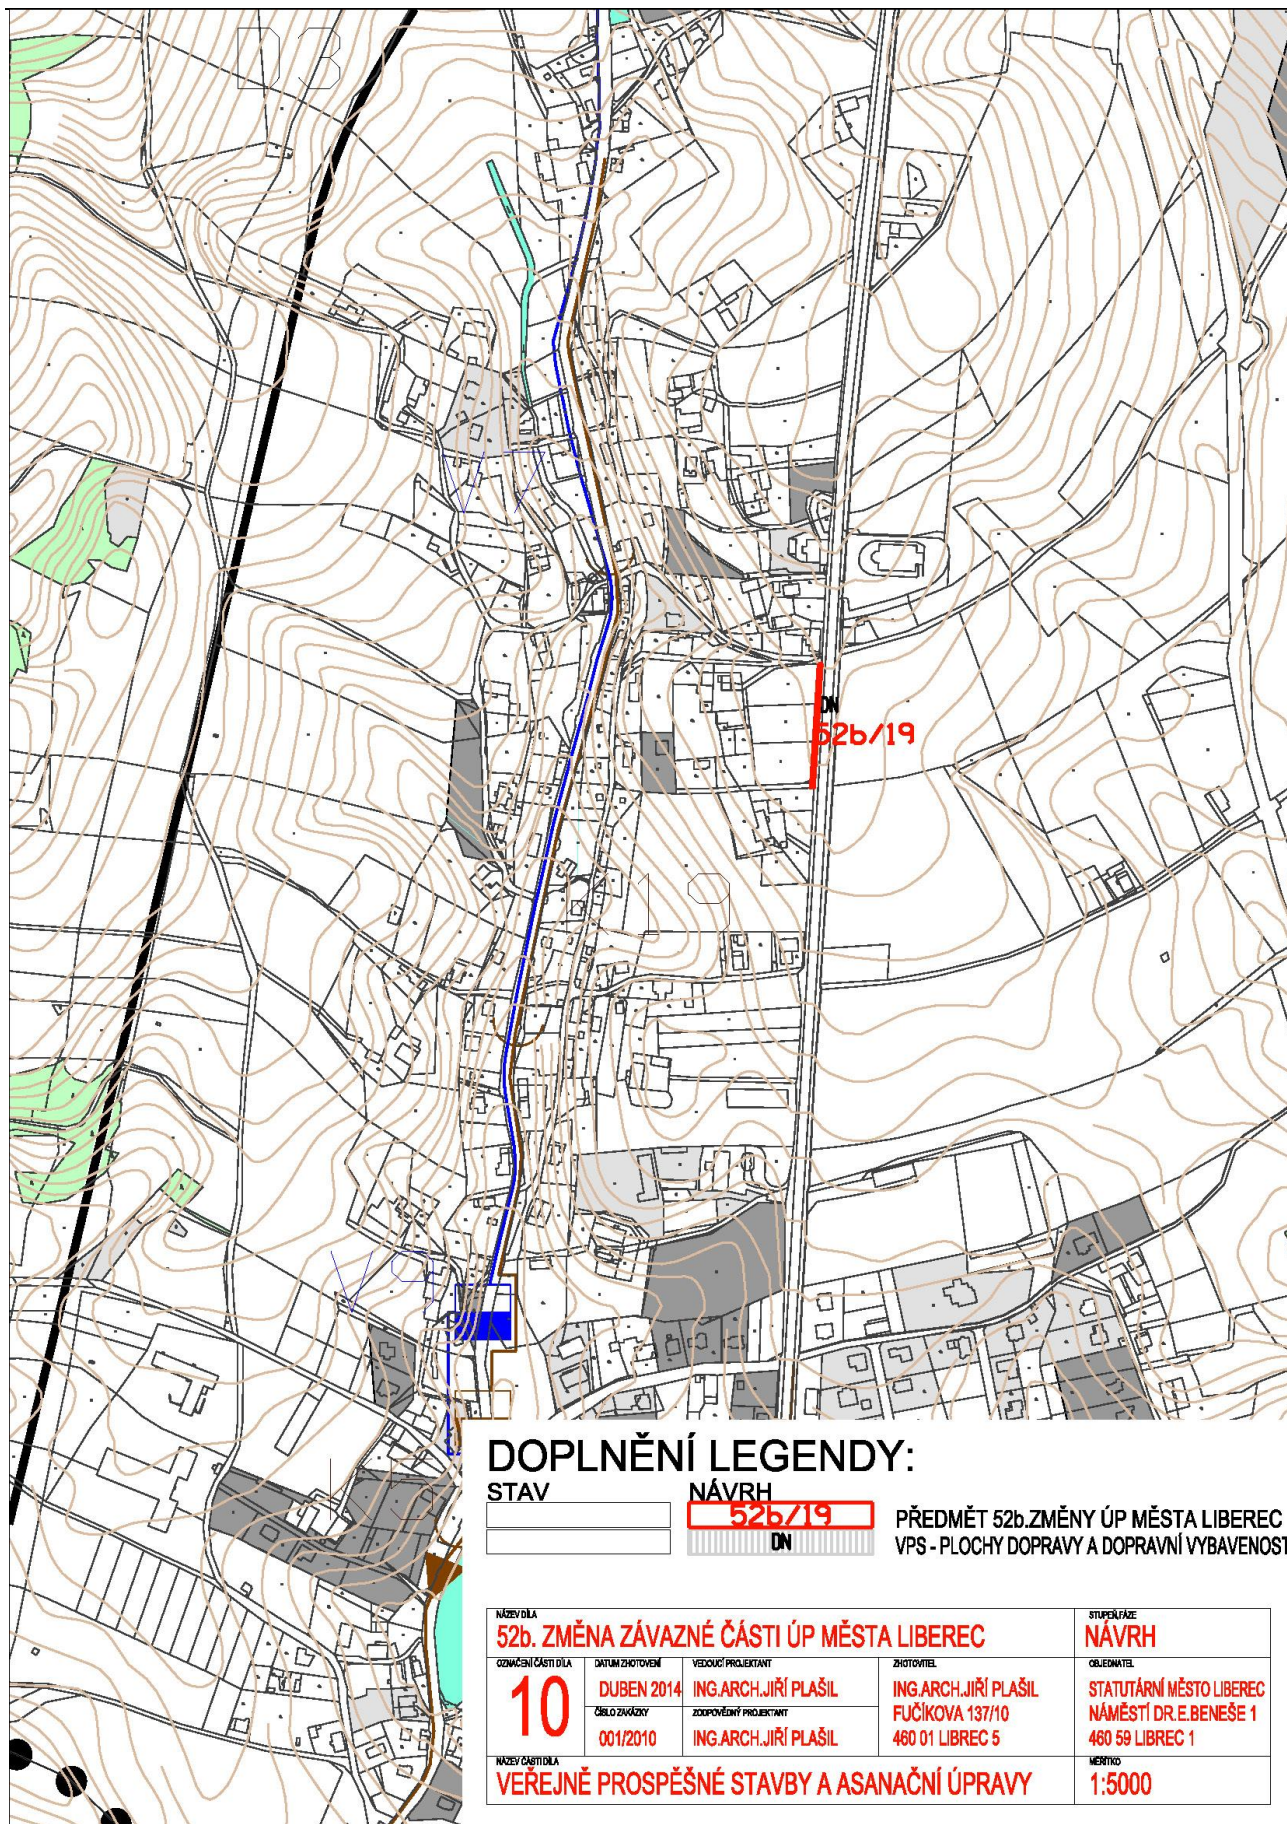 D3
DN
52b/19
19
DOPLNĚNÍ LEGENDY:
STAV
NÁVRH
52b/19
PŘEDMĚT 52b.ZMĚNY ÚP MĚSTA LIBEREC
DN
VPS - PLOCHY DOPRAVY A DOPRAVNÍ VYBAVENOST
NÁZEV DÍLA
52b. ZMĚNA ZÁVAZNÉ ČÁSTI ÚP MĚSTA LIBEREC
STUPEŇ,FÁZE
NÁVRH
OZNAČENÍ ČÁSTI DÍLA
10
DATUM ZHOTOVENÍ
DUBEN 2014
VEDOUCÍ PROJEKTANT
ING.ARCH.JIŘÍ PLAŠIL
ČÍSLO ZAKÁZKY
001/2010
ZODPOVĚDNÝ PROJEKTANT
ING.ARCH.JIŘÍ PLAŠIL
ZHOTOVITEL
ING.ARCH.JIŘÍ PLAŠIL
FUČÍKOVA 137/10
460 01 LIBREC 5
OBJEDNATEL
STATUTÁRNÍ MĚSTO LIBEREC
NÁMĚSTÍ DR.E.BENEŠE 1
460 59 LIBREC 1
NÁZEV ČÁSTI DÍLA
VEŘEJNĚ PROSPĚŠNÉ STAVBY A ASANAČNÍ ÚPRAVY
MĚŘÍTKO
1:5000